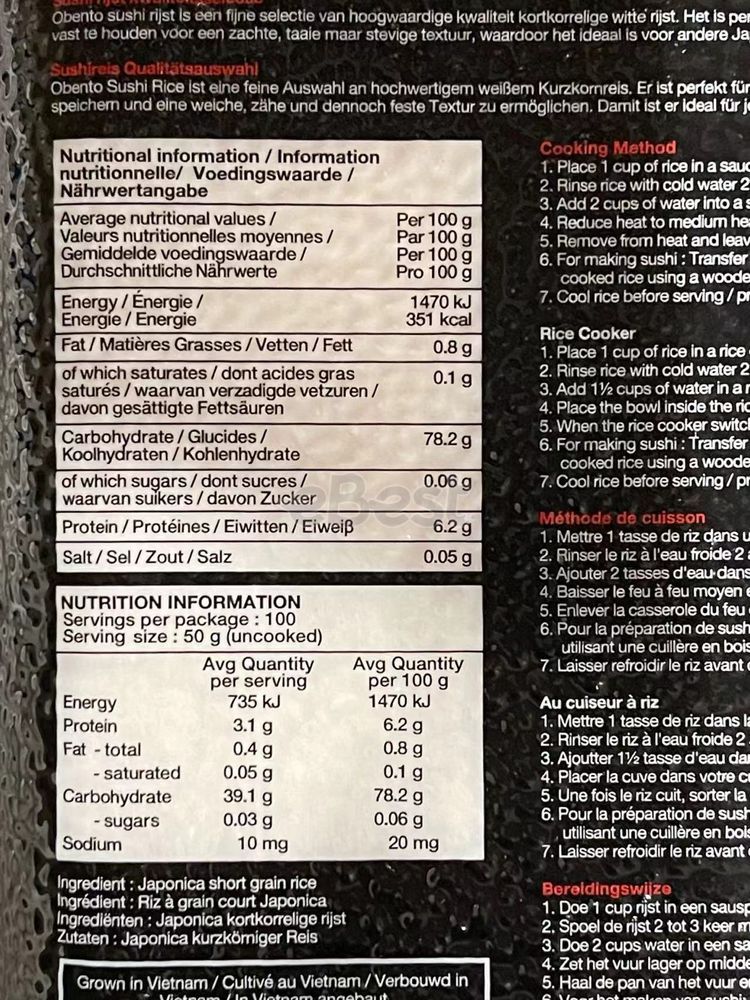 Obento sushi rijst is een fijne selectie van hoogwaardige kwaliteit kortkorrelige witte rijst. Het is per
vast te houden voor een zachte, taaie maar stevige textuur, waardoor het ideaal is voor andere Ja
Sushireis Qualitätsauswahl
Obento Sushi Rice ist eine feine Auswahl an hochwertigem weißem Kurzkornreis. Er ist perfekt für
speichern und eine weiche, zähe und dennoch feste Textur zu ermöglichen. Damit ist er ideal für j
Nutritional information / Information
nutritionnelle/ Voedingswaarde /
Nährwertangabe
Average nutritional values / Per 100 g
Valeurs nutritionnelles moyennes / Par 100 g
Gemiddelde voedingswaarde / Per 100 g
Durchschnittliche Nährwerte Pro 100 g
Energy / Énergie / 1470 kJ
Energie / Energie 351 kcal
Fat / Matières Grasses / Vetten / Fett 0.8 g
of which saturates / dont acides gras 0.1 g
saturés / waarvan verzadigde vetzuren /
davon gesättigte Fettsäuren
Carbohydrate / Glucides / 78.2 g
Koolhydraten / Kohlenhydrate
of which sugars / dont sucres / 0.06 g
waarvan suikers / davon Zucker
eBest
Protein / Protéines / Eiwitten / Eiweiß 6.2 g
Salt / Sel / Zout / Salz 0.05 g
NUTRITION INFORMATION
Servings per package : 100
Serving size : 50 g (uncooked)
Avg Quantity Avg Quantity
per serving per 100 g
Energy 735 kJ 1470 kJ
Protein 3.1 g 6.2 g
Fat - total 0.4 g 0.8 g
- saturated 0.05 g 0.1 g
Carbohydrate 39.1 g 78.2 g
- sugars 0.03 g 0.06 g
Sodium 10 mg 20 mg
Ingredient : Japonica short grain rice
Ingrédient : Riz à grain court Japonica
Ingrediënten : Japonica kortkorrelige rijst
Zutaten : Japonica kurzkörniger Reis
Grown in Vietnam / Cultivé au Vietnam / Verbouwd in
Vietnam / In Vietnam angebaut
Cooking Method
1. Place 1 cup of rice in a sauc
2. Rinse rice with cold water 2
3. Add 2 cups of water into a s
4. Reduce heat to medium hea
5. Remove from heat and leav
6. For making sushi : Transfer
cooked rice using a woode
7. Cool rice before serving / pr
Rice Cooker
1. Place 1 cup of rice in a rice
2. Rinse rice with cold water 2
3. Add 1½ cups of water in a r
4. Place the bowl inside the ric
5. When the rice cooker switch
6. For making sushi : Transfer
cooked rice using a woode
7. Cool rice before serving / pr
Méthode de cuisson
1. Mettre 1 tasse de riz dans u
2. Rinser le riz à l'eau froide 2
3. Ajouter 2 tasses d'eau dans
4. Baisser le feu à feu moyen e
5. Enlever la casserole du feu
6. Pour la préparation de sush
utilisant une cuillère en bois
7. Laisser refroidir le riz avant
Au cuiseur à riz
1. Mettre 1 tasse de riz dans la
2. Rinser le riz à l'eau froide 2
3. Ajoutter 1½ tasse d'eau dan
4. Placer la cuve dans votre cu
5. Une fois le riz cuit, sorter la
6. Pour la préparation de sush
utilisant une cuillère en bois
7. Laisser refroidir le riz avant
Bereidingswijze
1. Doe 1 cup rijst in een sausp
2. Spoel de rijst 2 tot 3 keer m
3. Doe 2 cups water in een sa
4. Zet het vuur lager op midde
5. Haal de pan van het vuur e